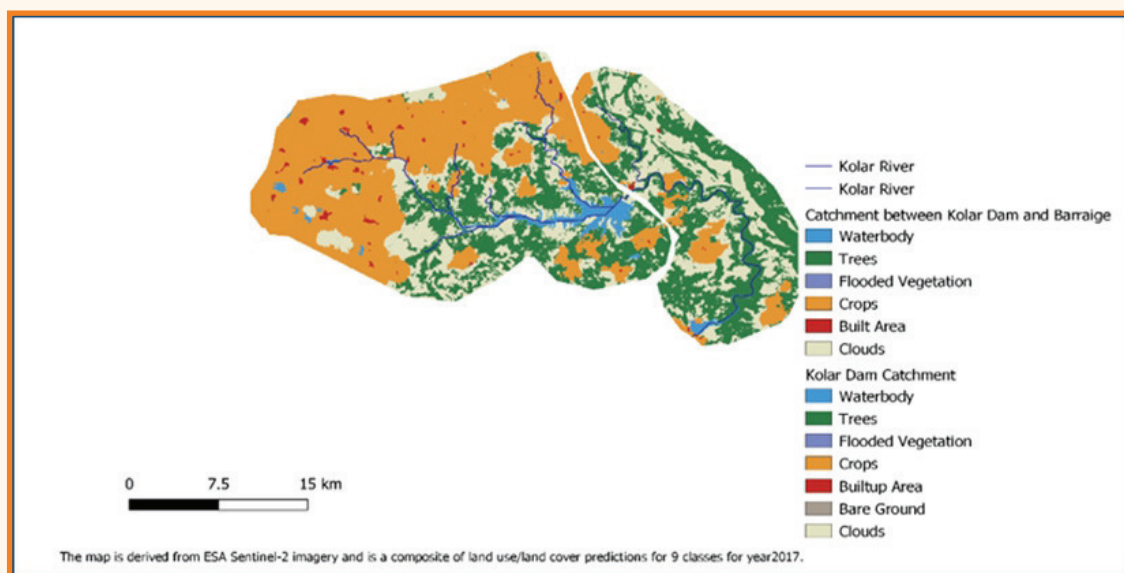 Kolar River
Kolar River
Catchment between Kolar Dam and Barraige
Waterbody
Trees
Flooded Vegetation
Crops
Built Area
Clouds
Kolar Dam Catchment
Waterbody
Trees
Flooded Vegetation
Crops
Builtup Area
Bare Ground
Clouds
0 7.5 15 km
The map is derived from ESA Sentinel-2 imagery and is a composite of land use/land cover predictions for 9 classes for year2017.